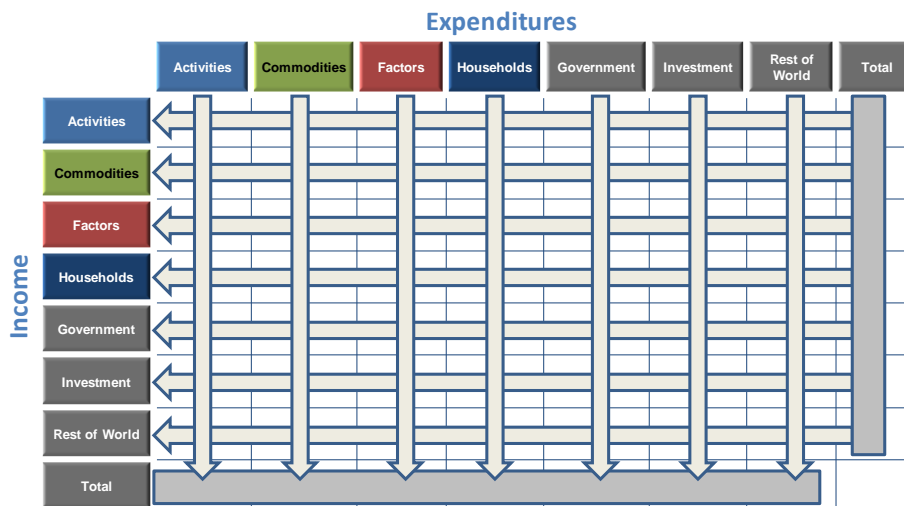 Expenditures
Activities
Commodities
Factors
Households
Government
Investment
Rest of
World
Total
Income
Activities
Commodities
Factors
Households
Government
Investment
Rest of World
Total